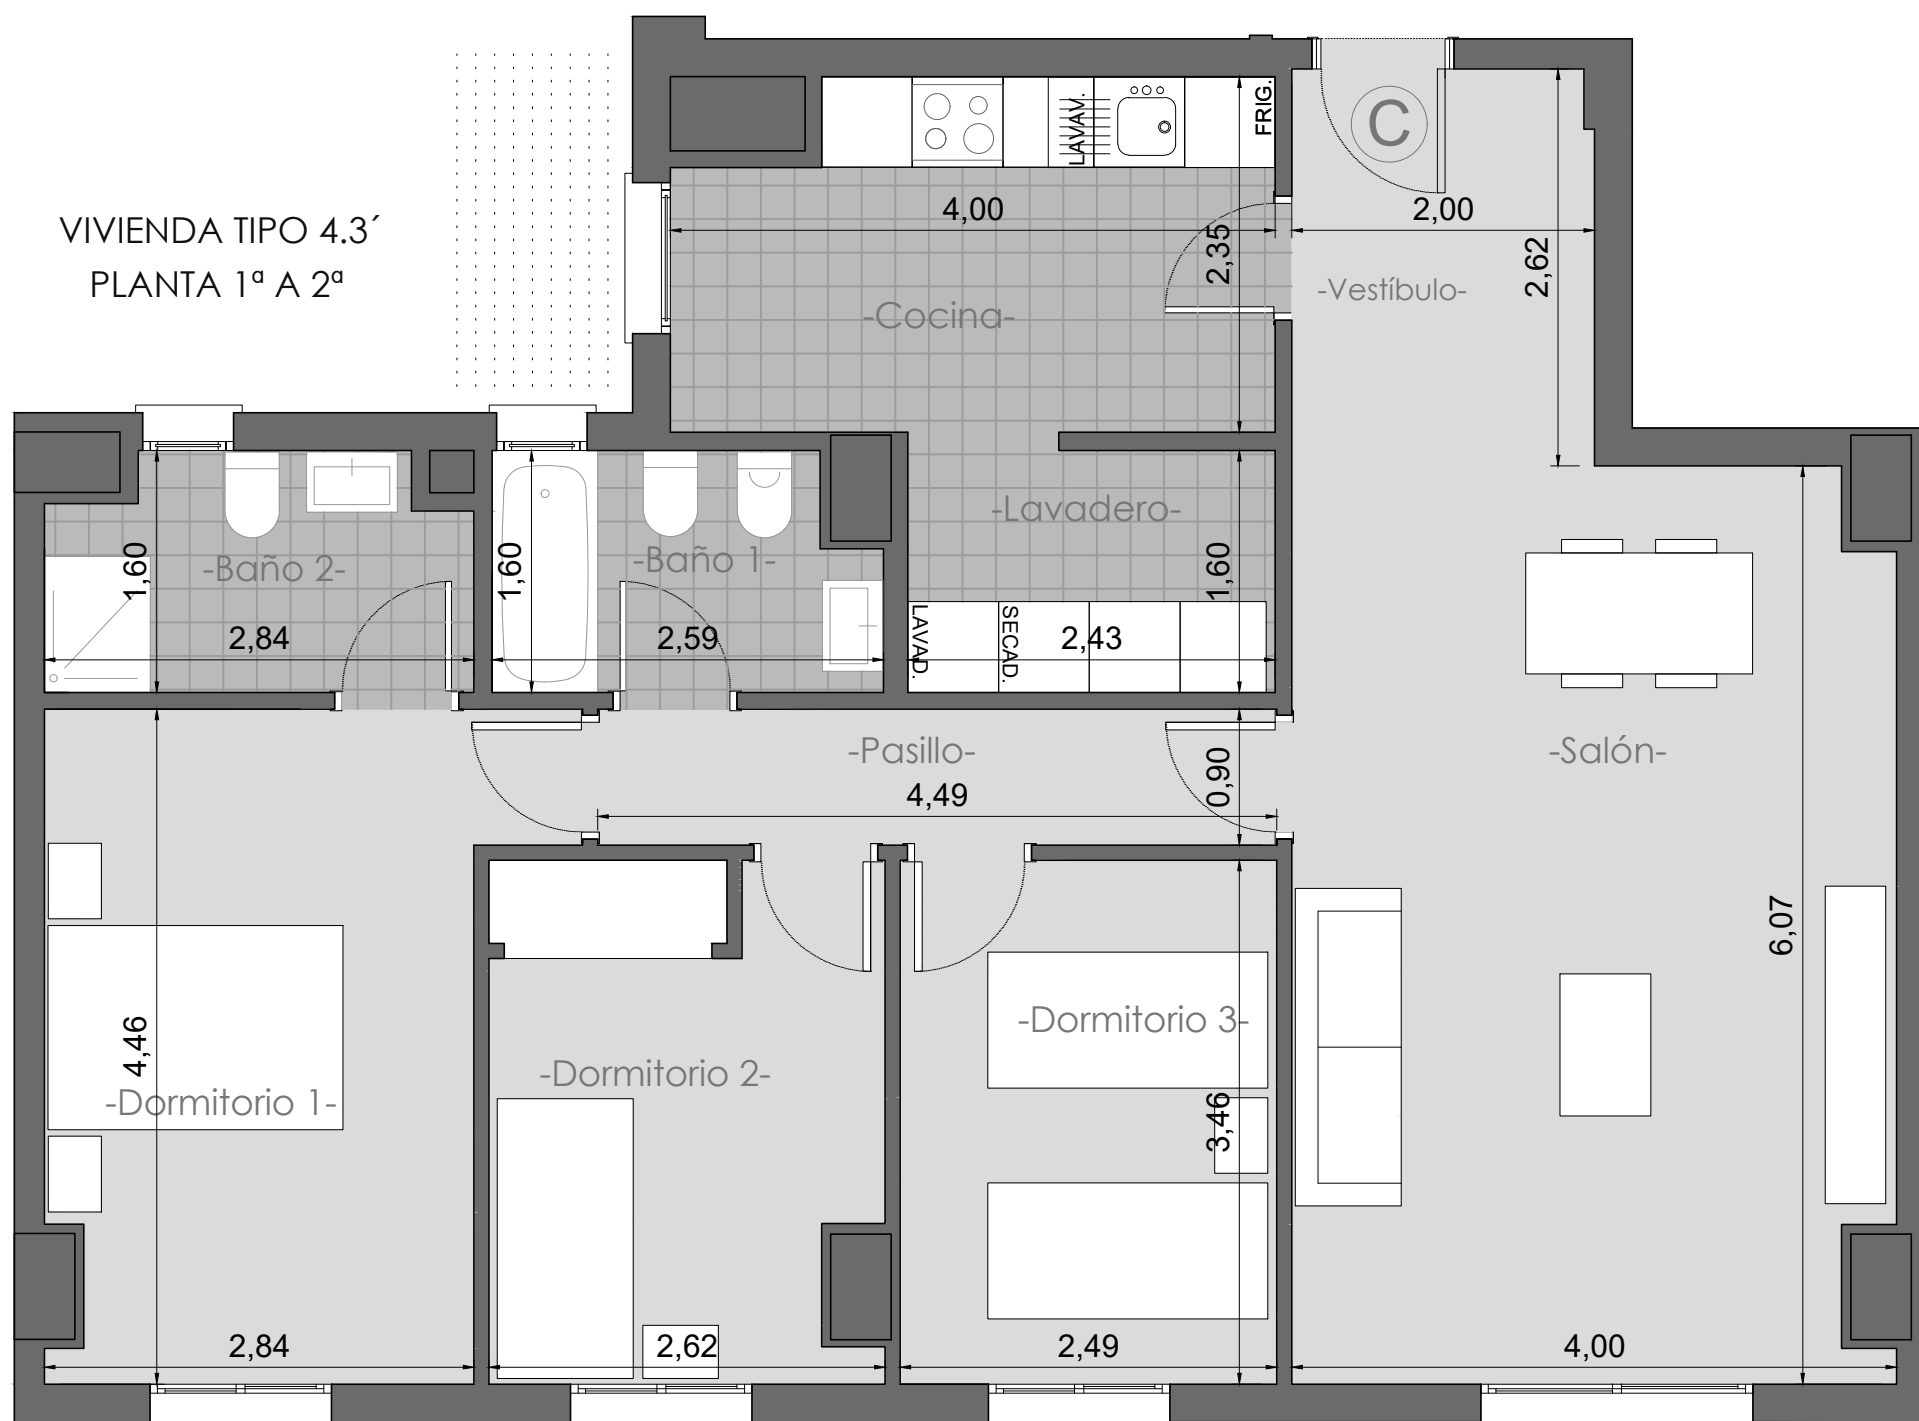 VIVIENDA TIPO 4.3´
PLANTA 1ª A 2ª
LAVAV.
FRIG.
C
4,00
2,35
2,00
2,62
-Cocina-
-Vestíbulo-
-Lavadero-
1,60
-Baño 2-
2,84
1,60
-Baño 1-
2,59
LAVAD.
SECAD.
2,43
1,60
-Pasillo-
4,49
0,90
-Salón-
6,07
4,46
-Dormitorio 1-
-Dormitorio 2-
-Dormitorio 3-
3,46
2,84
2,62
2,49
4,00